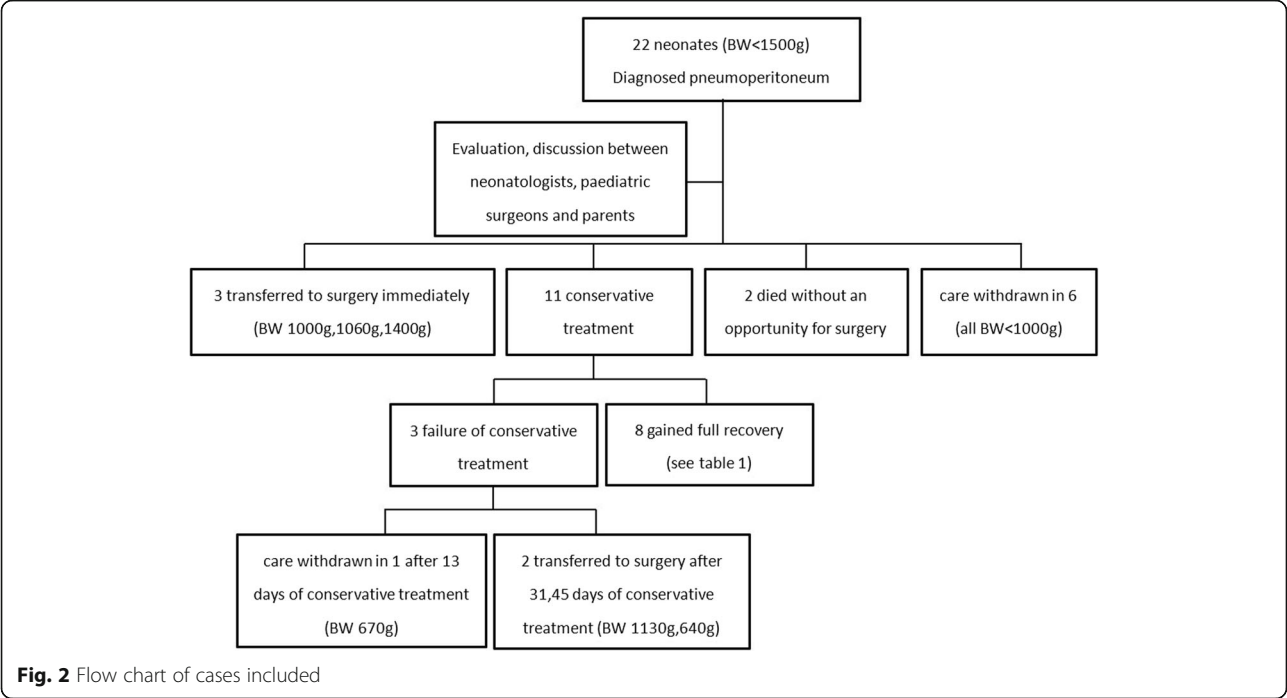 22 neonates (BW<1500g)
Diagnosed pneumoperitoneum
Evaluation, discussion between
neonatologists, paediatric
surgeons and parents
3 transferred to surgery immediately
(BW 1000g,1060g,1400g)
11 conservative
treatment
2 died without an
opportunity for surgery
care withdrawn in 6
(all BW<1000g)
3 failure of conservative
treatment
8 gained full recovery
(see table 1)
care withdrawn in 1 after 13
days of conservative treatment
(BW 670g)
2 transferred to surgery after
31,45 days of conservative
treatment (BW 1130g,640g)
Fig. 2 Flow chart of cases included